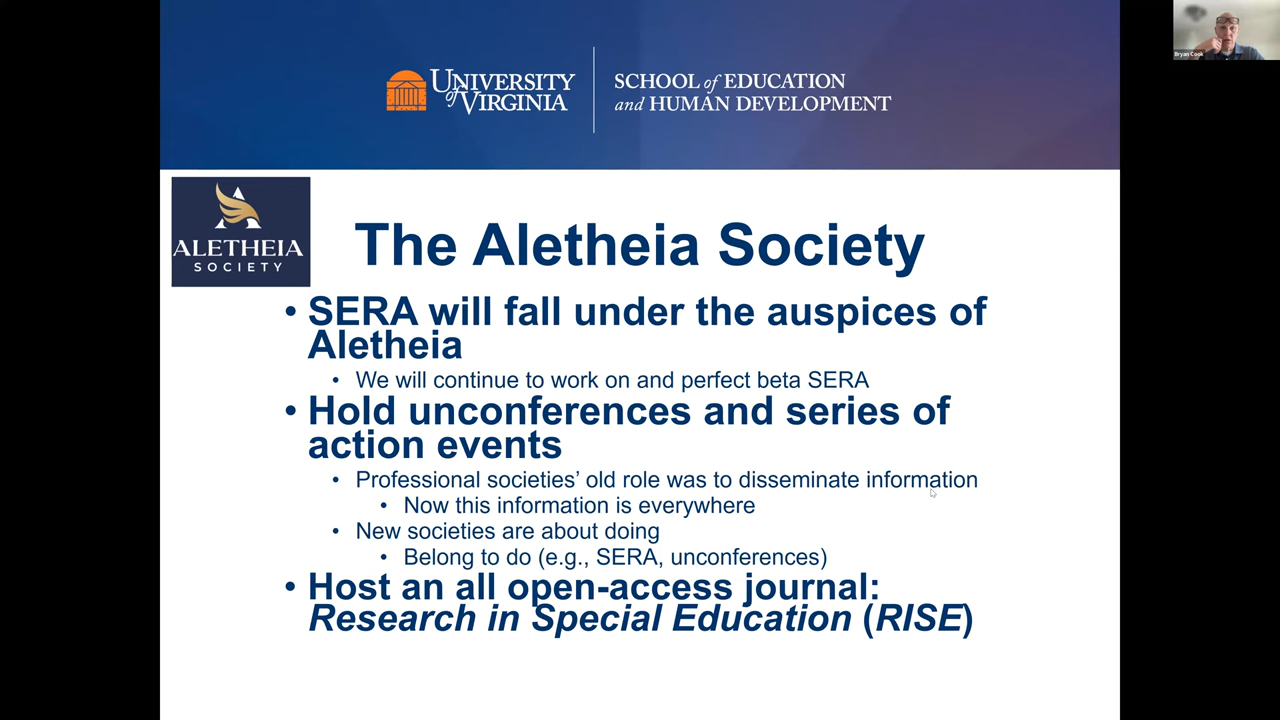 UNIVERSITY of VIRGINIA
SCHOOL of EDUCATION
and HUMAN DEVELOPMENT
Bryan Cook
ALETHEIA
SOCIETY
The Aletheia Society
• SERA will fall under the auspices of
Aletheia
• We will continue to work on and perfect beta SERA
• Hold unconferences and series of
action events
• Professional societies’ old role was to disseminate information
• Now this information is everywhere
• New societies are about doing
• Belong to do (e.g., SERA, unconferences)
• Host an all open-access journal:
Research in Special Education (RISE)